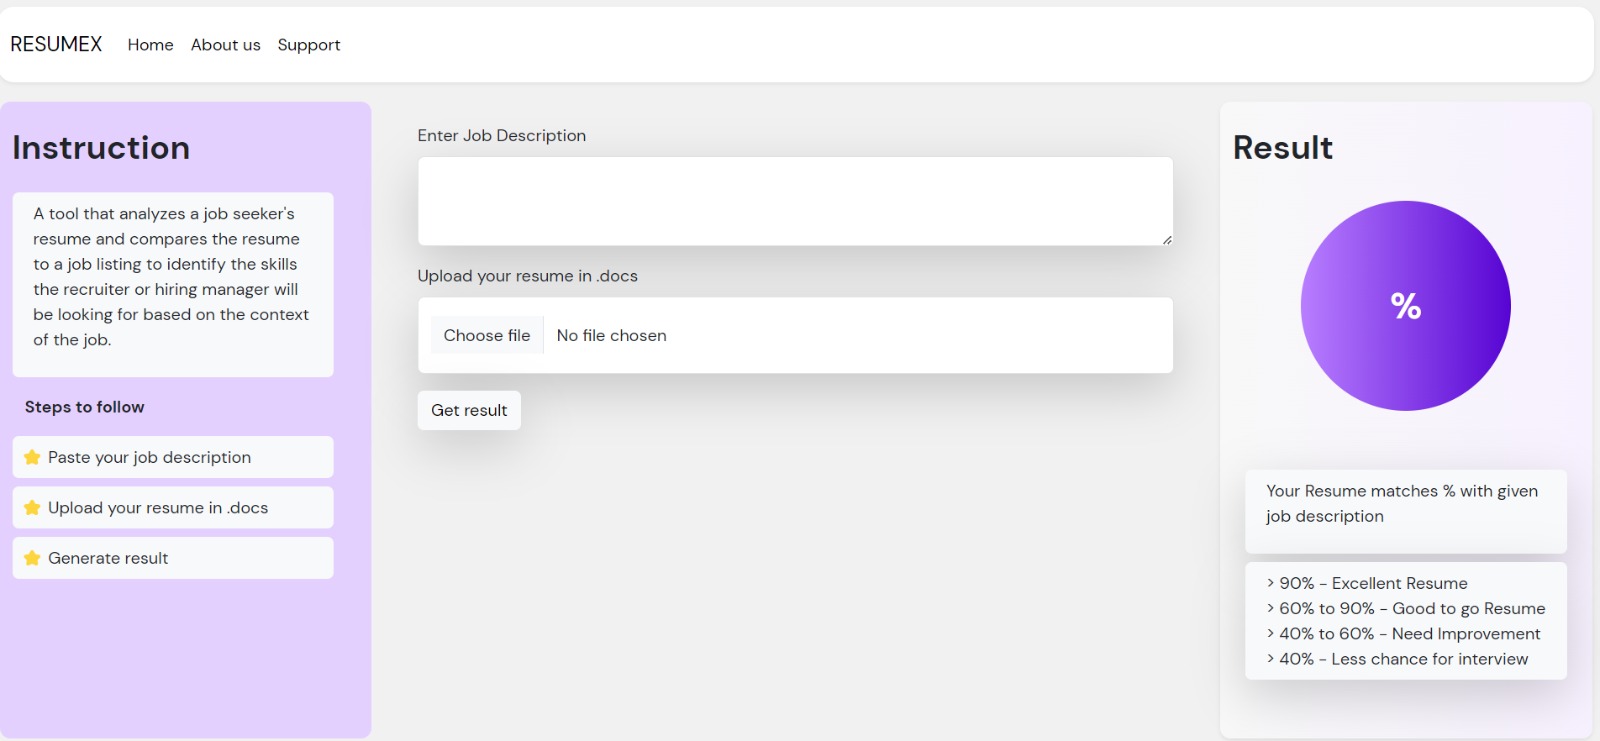 RESUMEX Home About us Support
Instruction
A tool that analyzes a job seeker's
resume and compares the resume
to a job listing to identify the skills
the recruiter or hiring manager will
be looking for based on the context
of the job.
Steps to follow
Paste your job description
Upload your resume in .docs
Generate result
Enter Job Description
Upload your resume in .docs
Choose file No file chosen
Get result
Result
%
Your Resume matches % with given
job description
> 90% - Excellent Resume
> 60% to 90% - Good to go Resume
> 40% to 60% - Need Improvement
> 40% - Less chance for interview